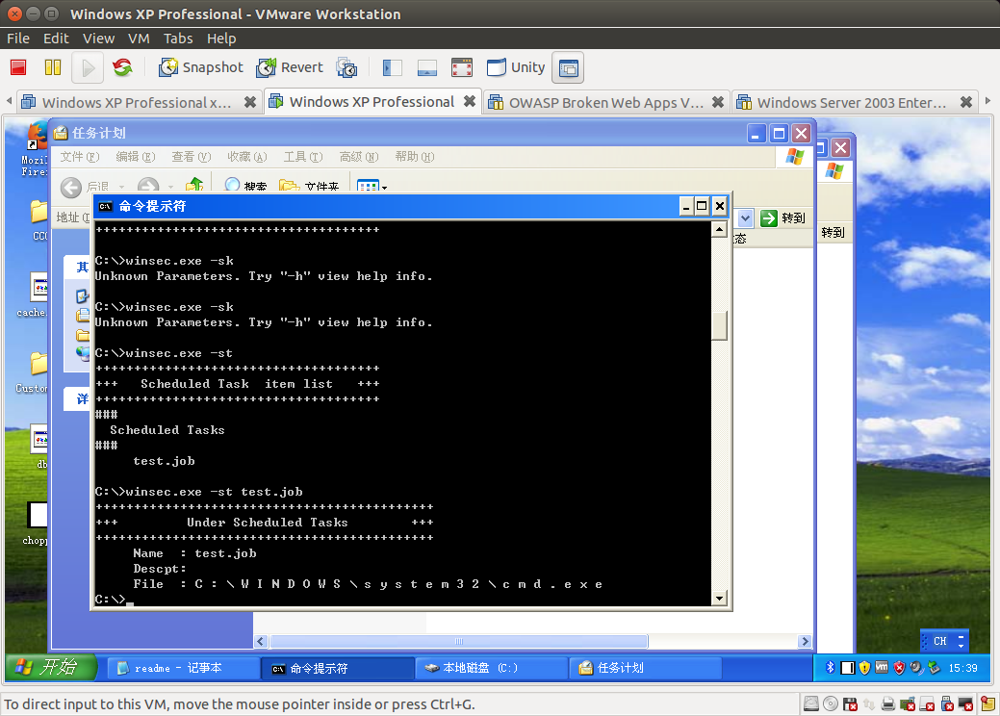 Windows XP Professional - VMware Workstation
File Edit View VM Tabs Help
Snapshot Revert Unity
Windows XP Professional x... Windows XP Professional OWASP Broken Web Apps V... Windows Server 2003 Enter...
任务计划
文件(F) 编辑(E) 查看(V) 收藏(A) 工具(T) 高级(N) 帮助(H)
后退 搜索 文件夹
地址(D 转到
转到
态
其
详
命令提示符
+++++++++++++++++++++++++++++++++++++
C:\>winsec.exe -sk
Unknown Parameters. Try "-h" view help info.
C:\>winsec.exe -sk
Unknown Parameters. Try "-h" view help info.
C:\>winsec.exe -st
+++++++++++++++++++++++++++++++++++++
+++   Scheduled Task  item list   +++
+++++++++++++++++++++++++++++++++++++
###
  Scheduled Tasks
###
     test.job
C:\>winsec.exe -st test.job
++++++++++++++++++++++++++++++++++++++++++++
+++         Under Scheduled Tasks        +++
++++++++++++++++++++++++++++++++++++++++++++
     Name  : test.job
     Descpt:
     File  : C : \ W I N D O W S \ s y s t e m 3 2 \ c m d . e x e
C:\>_
Mozil
Firef
CCC
cache.
Custom
db
chopp
CH
开始 readme - 记事本 命令提示符 本地磁盘 (C:) 任务计划 15:39
To direct input to this VM, move the mouse pointer inside or press Ctrl+G.